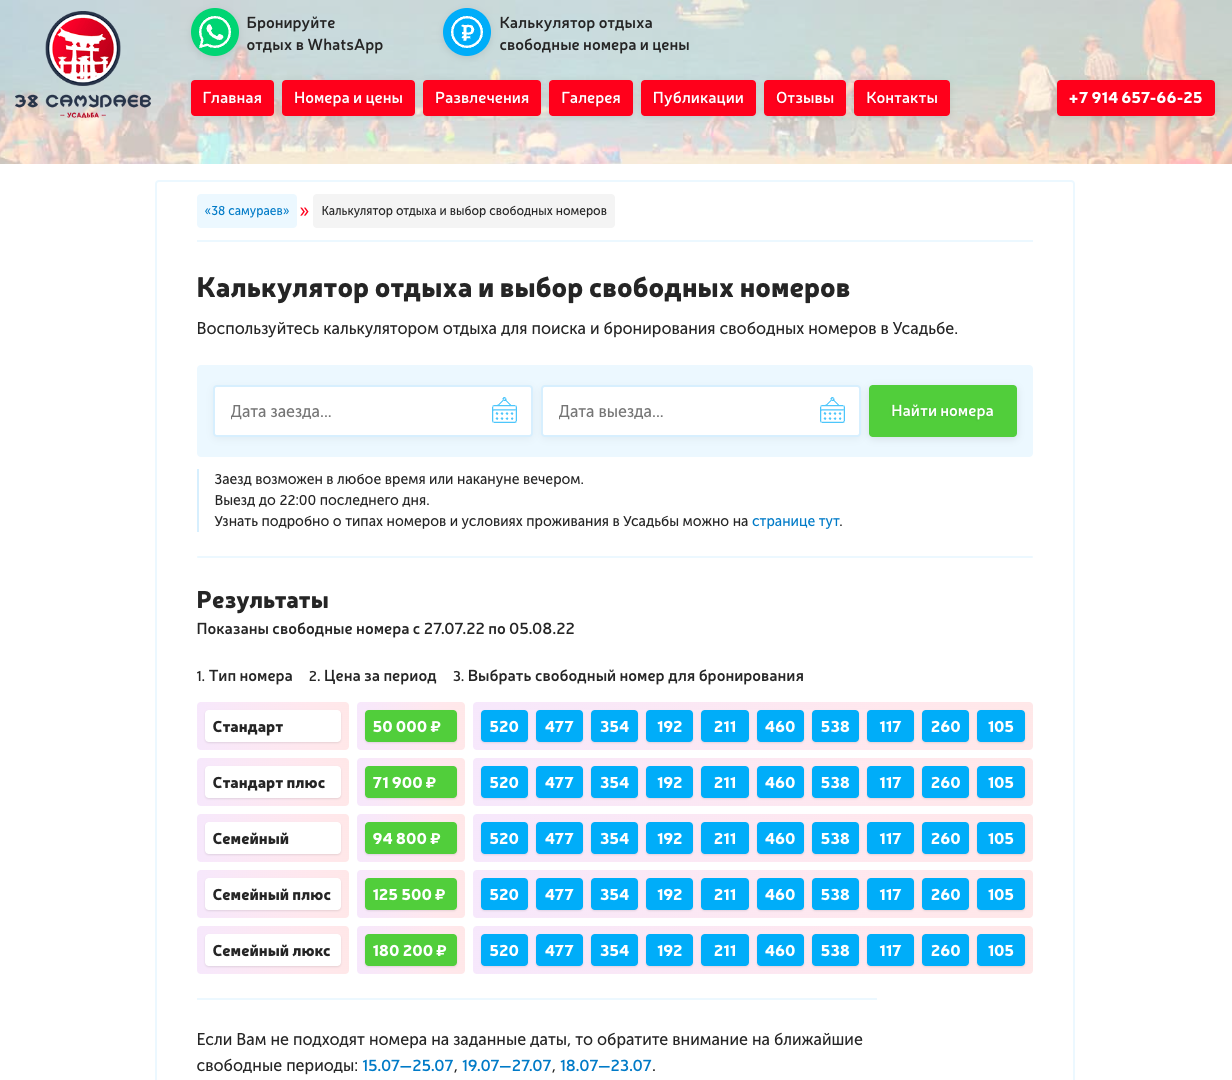 38 САМУРАЕВ
– УСАДЬБА –
Бронируйте
отдых в WhatsApp
Калькулятор отдыха
свободные номера и цены
Главная
Номера и цены
Развлечения
Галерея
Публикации
Отзывы
Контакты
+7 914 657-66-25
«38 самураев» » Калькулятор отдыха и выбор свободных номеров
Калькулятор отдыха и выбор свободных номеров
Воспользуйтесь калькулятором отдыха для поиска и бронирования свободных номеров в Усадьбе.
Дата заезда...
Дата выезда...
Найти номера
Заезд возможен в любое время или накануне вечером.
Выезд до 22:00 последнего дня.
Узнать подробно о типах номеров и условиях проживания в Усадьбы можно на странице тут.
Результаты
Показаны свободные номера с 27.07.22 по 05.08.22
1. Тип номера 2. Цена за период 3. Выбрать свободный номер для бронирования
Стандарт 50 000 ₽ 520 477 354 192 211 460 538 117 260 105
Стандарт плюс 71 900 ₽ 520 477 354 192 211 460 538 117 260 105
Семейный 94 800 ₽ 520 477 354 192 211 460 538 117 260 105
Семейный плюс 125 500 ₽ 520 477 354 192 211 460 538 117 260 105
Семейный люкс 180 200 ₽ 520 477 354 192 211 460 538 117 260 105
Если Вам не подходят номера на заданные даты, то обратите внимание на ближайшие
свободные периоды: 15.07—25.07, 19.07—27.07, 18.07—23.07.